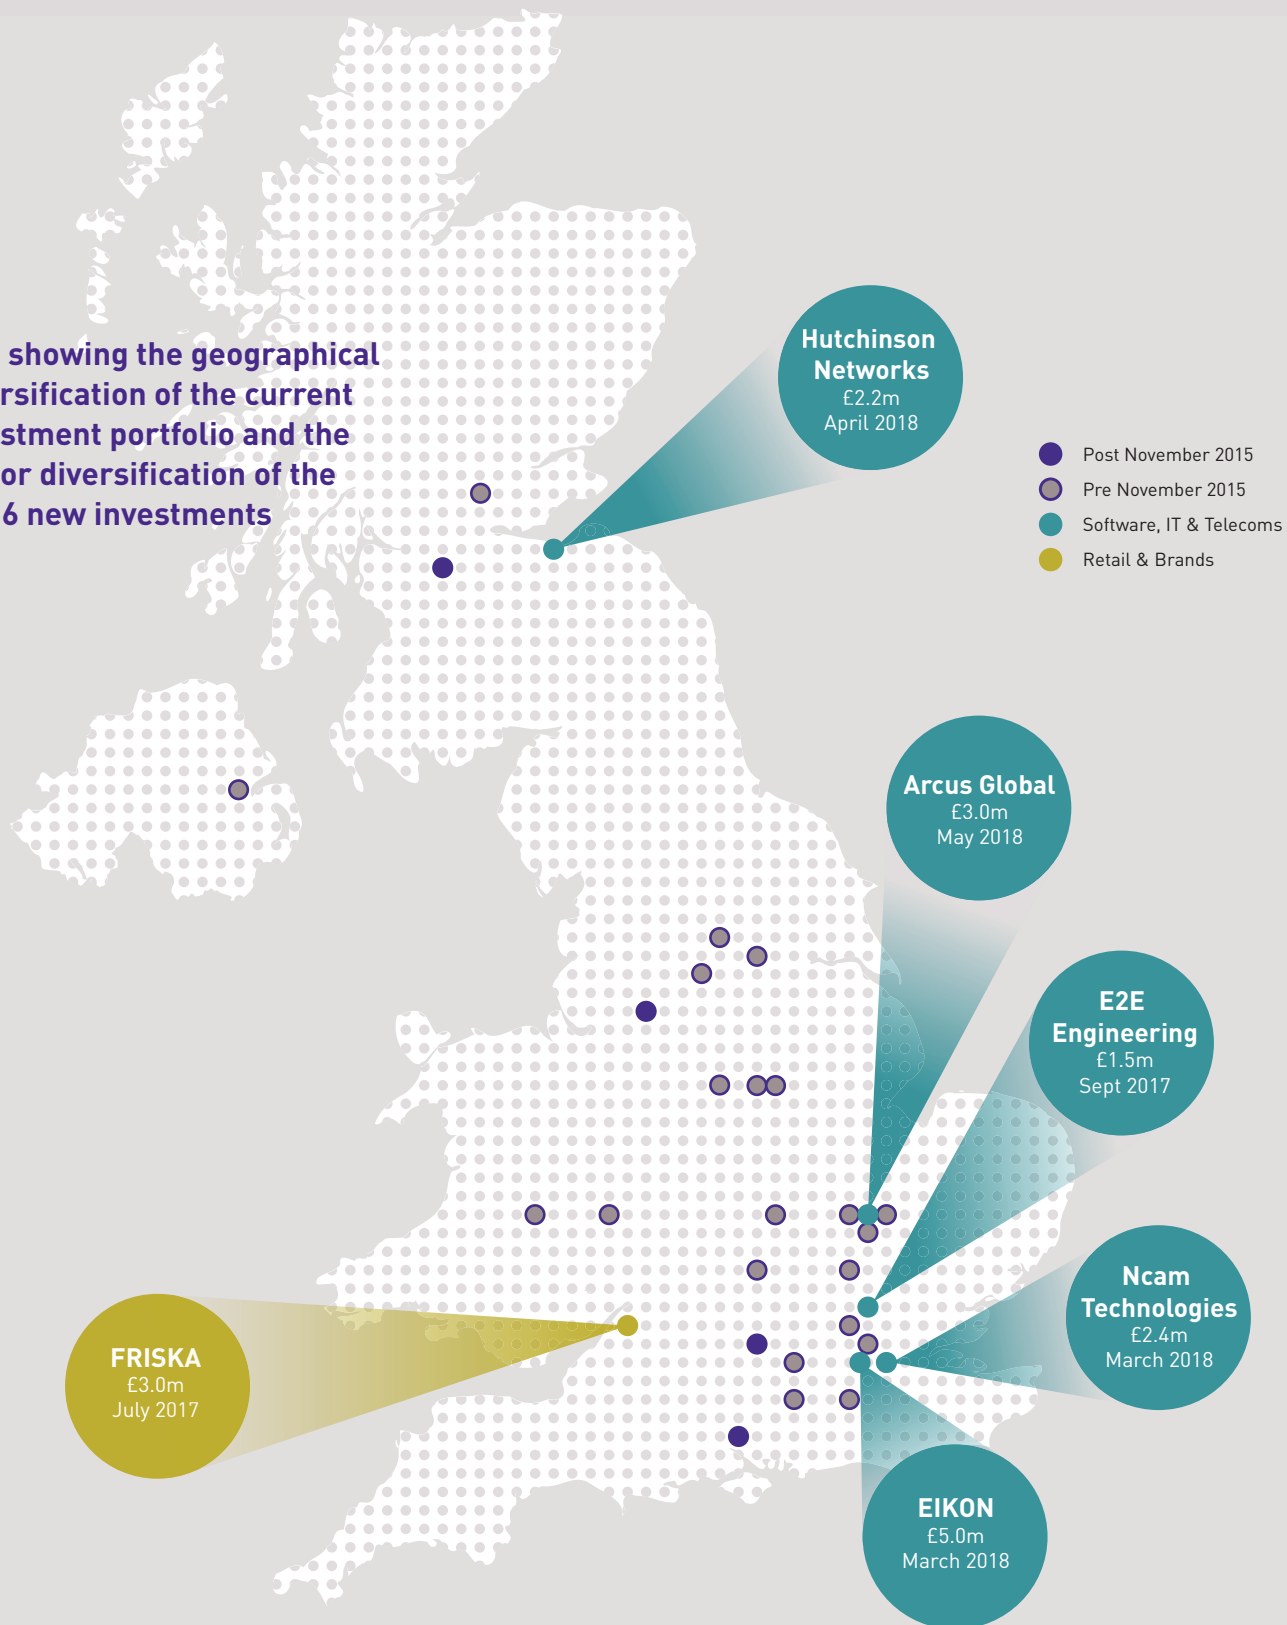 showing the geographical
rsification of the current
stment portfolio and the
or diversification of the
6 new investments
Hutchinson
Networks
£2.2m
April 2018
Post November 2015
Pre November 2015
Software, IT & Telecoms
Retail & Brands
Arcus Global
£3.0m
May 2018
E2E
Engineering
£1.5m
Sept 2017
Ncam
Technologies
£2.4m
March 2018
FRISKA
£3.0m
July 2017
EIKON
£5.0m
March 2018